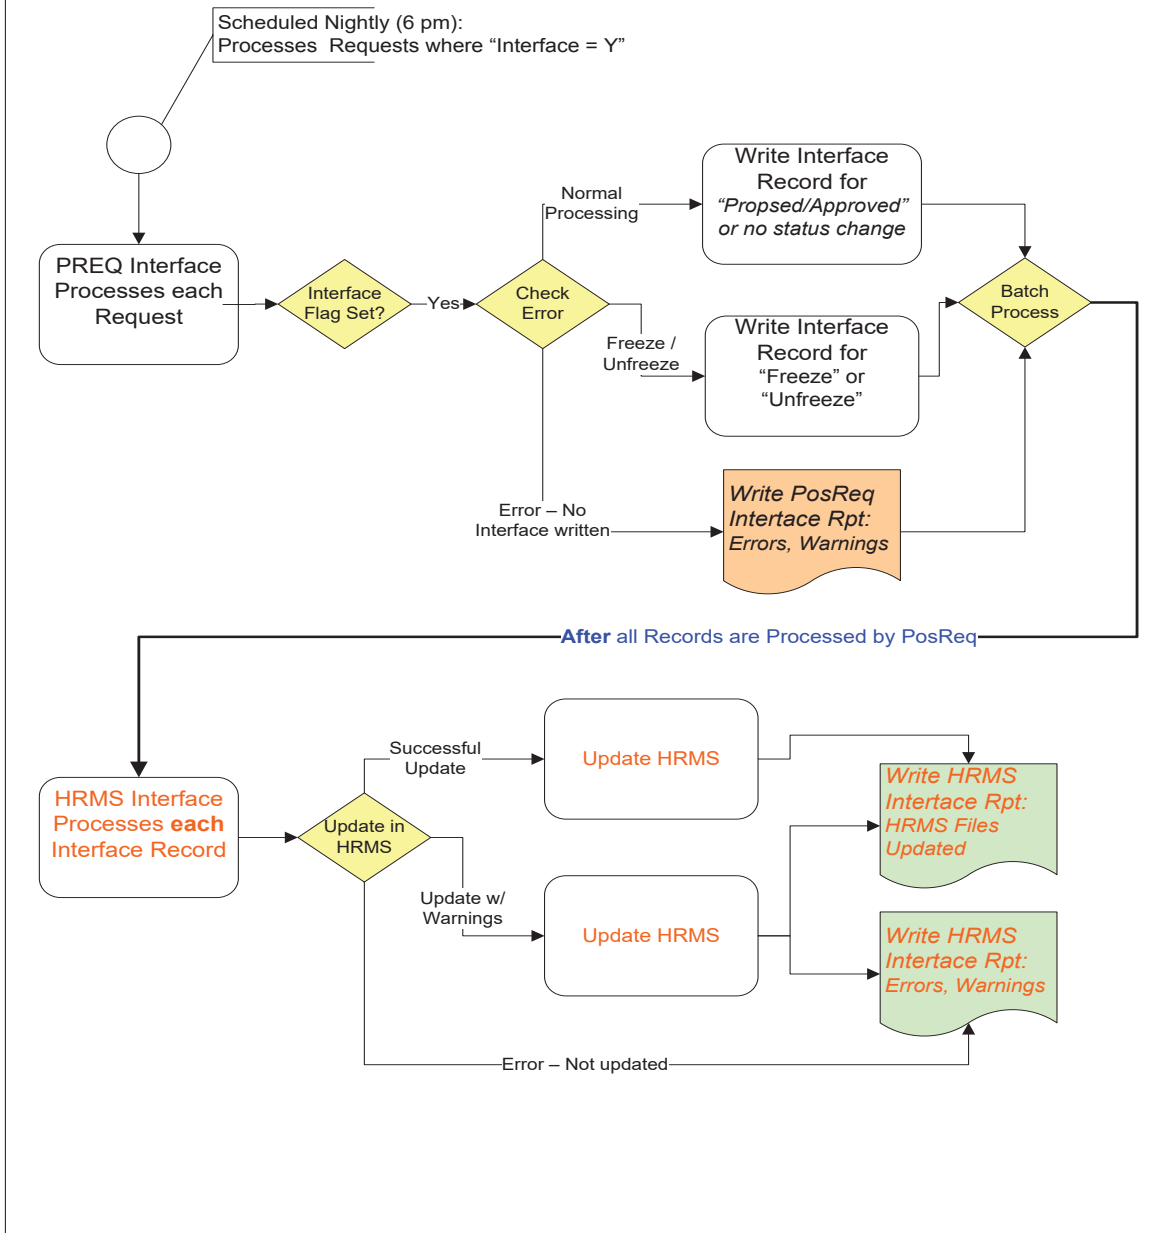 Scheduled Nightly (6 pm):
Processes  Requests where “Interface = Y”
Write Interface
Record for
“Propsed/Approved”
or no status change
Normal
Processing
PREQ Interface
Processes each
Request
Interface
Flag Set?
Yes
Check
Error
Batch
Process
Freeze /
Unfreeze
Write Interface
Record for
“Freeze” or
“Unfreeze”
Error – No
Interface written
Write PosReq
Intertace Rpt:
Errors, Warnings
After all Records are Processed by PosReq
Successful
Update
Update HRMS
Write HRMS
Intertace Rpt:
HRMS Files
Updated
HRMS Interface
Processes each
Interface Record
Update in
HRMS
Update w/
Warnings
Update HRMS
Write HRMS
Intertace Rpt:
Errors, Warnings
Error – Not updated